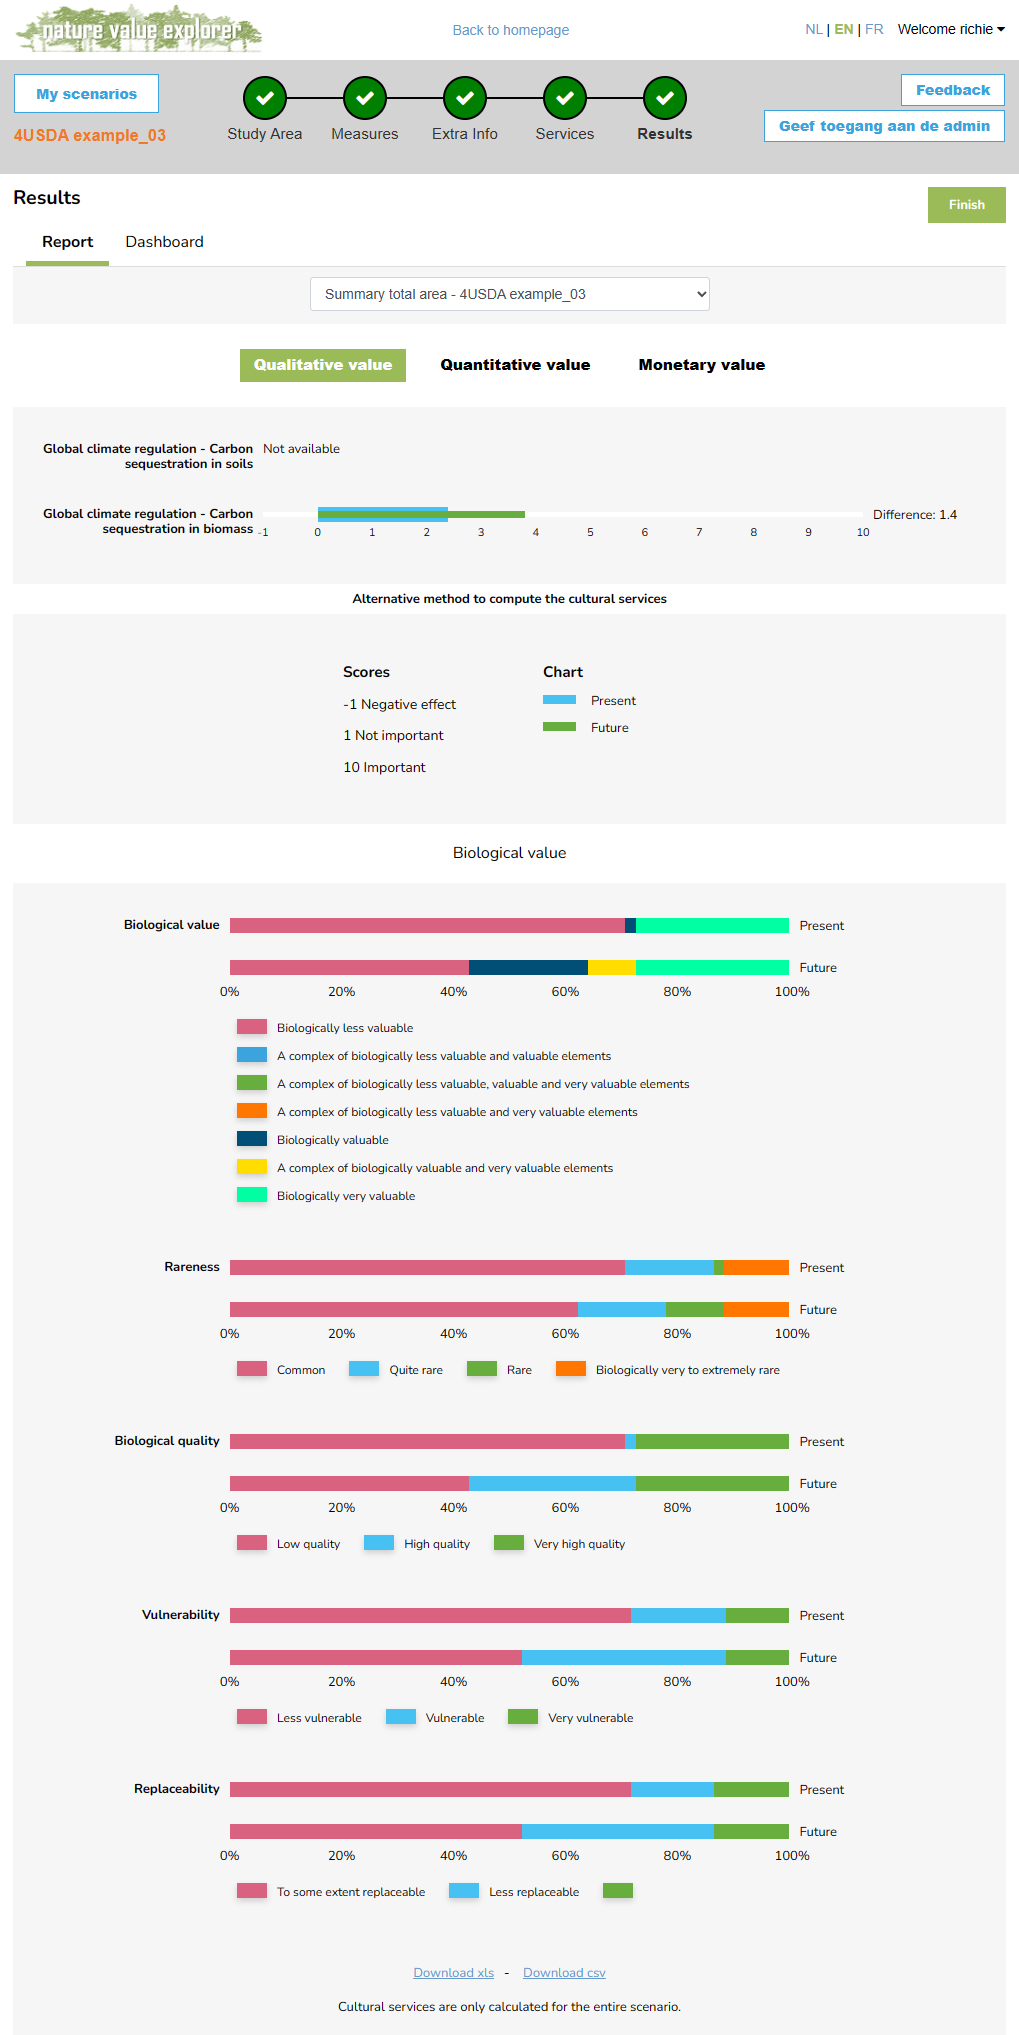 nature value explorer
Back to homepage
NL | EN | FR Welcome richie
My scenarios
Feedback
4USDA example_03
Geef toegang aan de admin
Study Area Measures Extra Info Services Results
Results
Finish
Report Dashboard
Summary total area - 4USDA example_03
Qualitative value Quantitative value Monetary value
Global climate regulation - Carbon sequestration in soils Not available
Global climate regulation - Carbon sequestration in biomass
-1 0 1 2 3 4 5 6 7 8 9 10
Difference: 1.4
Alternative method to compute the cultural services
Scores
-1 Negative effect
1 Not important
10 Important
Chart
Present
Future
Biological value
Biological value Present
Future
0% 20% 40% 60% 80% 100%
Biologically less valuable
A complex of biologically less valuable and valuable elements
A complex of biologically less valuable, valuable and very valuable elements
A complex of biologically less valuable and very valuable elements
Biologically valuable
A complex of biologically valuable and very valuable elements
Biologically very valuable
Rareness Present
Future
0% 20% 40% 60% 80% 100%
Common Quite rare Rare Biologically very to extremely rare
Biological quality Present
Future
0% 20% 40% 60% 80% 100%
Low quality High quality Very high quality
Vulnerability Present
Future
0% 20% 40% 60% 80% 100%
Less vulnerable Vulnerable Very vulnerable
Replaceability Present
Future
0% 20% 40% 60% 80% 100%
To some extent replaceable Less replaceable
Download xls - Download csv
Cultural services are only calculated for the entire scenario.